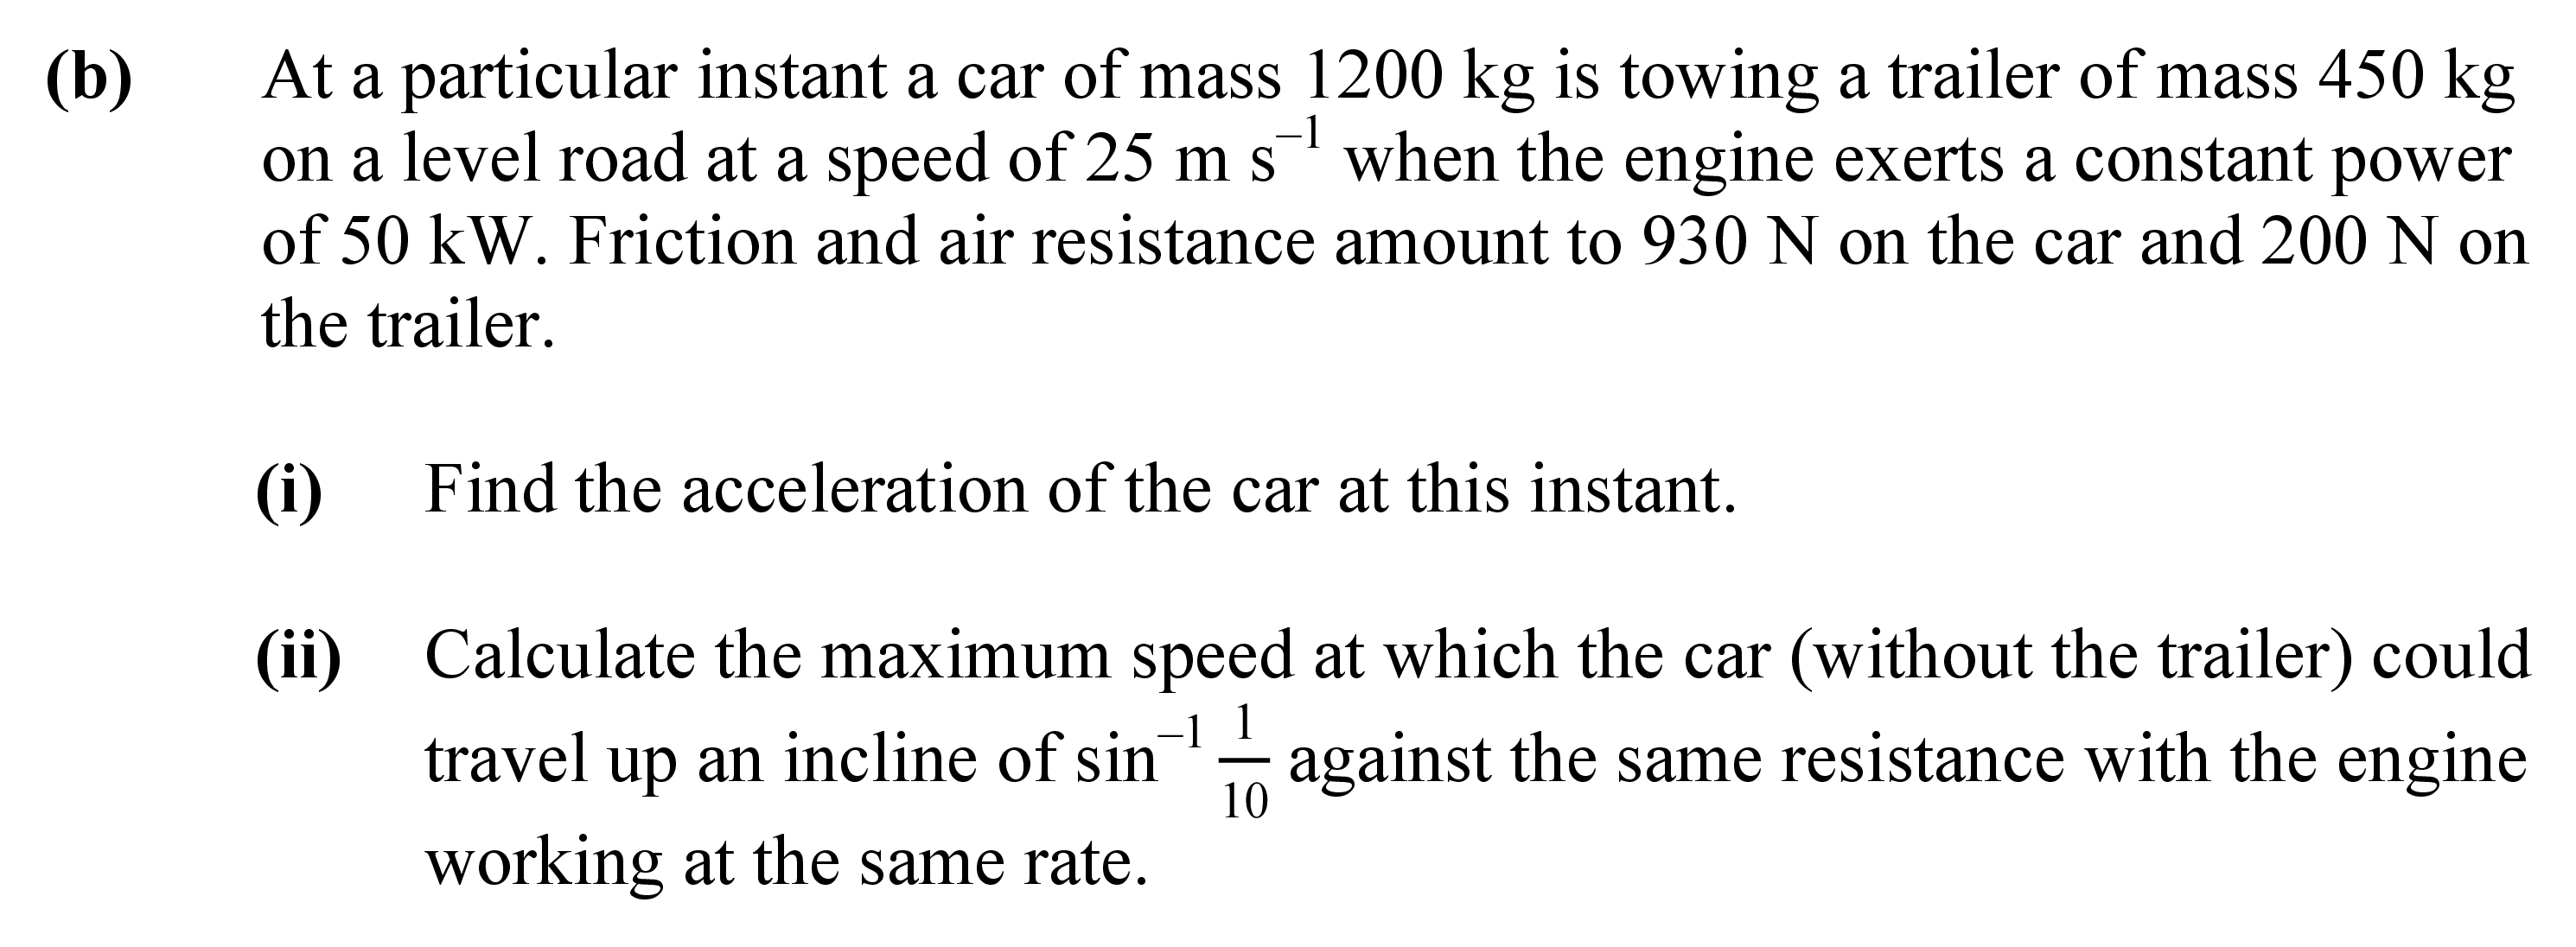 (b) At a particular instant a car of mass 1200 kg is towing a trailer of mass 450 kg
on a level road at a speed of 25 m s⁻¹ when the engine exerts a constant power
of 50 kW. Friction and air resistance amount to 930 N on the car and 200 N on
the trailer.
(i) Find the acceleration of the car at this instant.
(ii) Calculate the maximum speed at which the car (without the trailer) could
travel up an incline of sin⁻¹ 1/10 against the same resistance with the engine
working at the same rate.